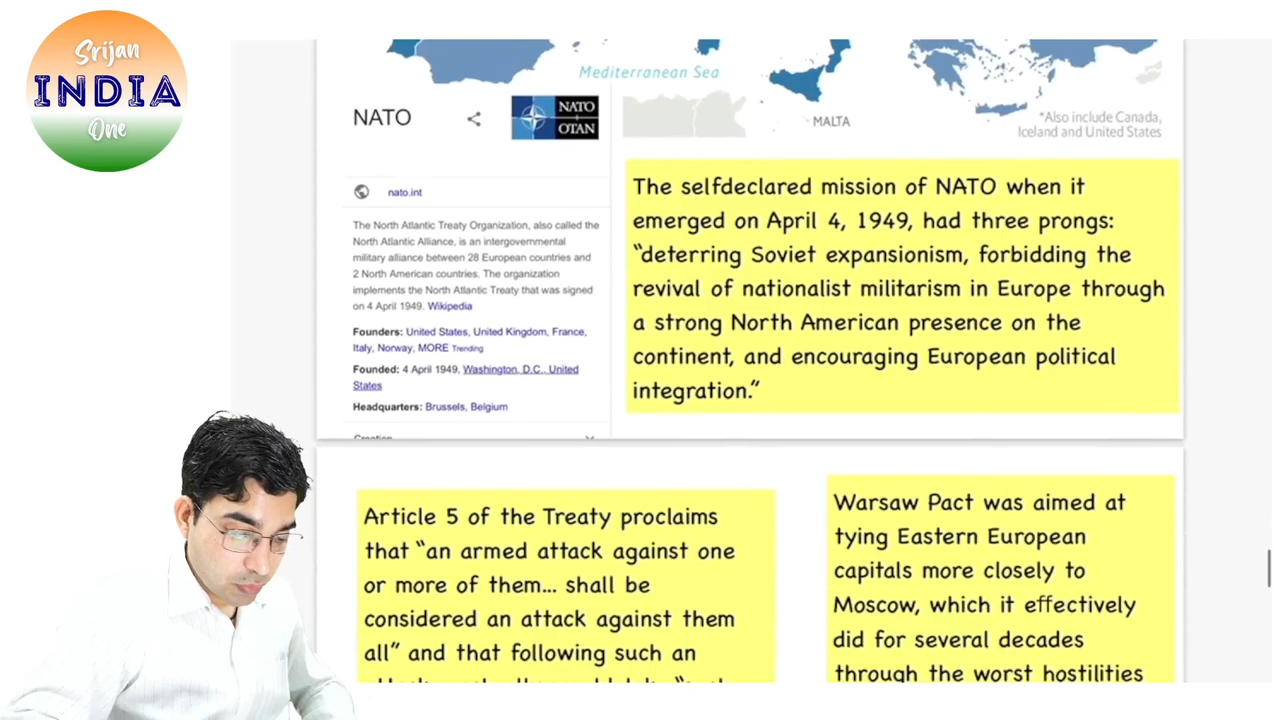 Srijan
INDIA
One
Mediterranean Sea
MALTA
*Also include Canada,
Iceland and United States
NATO
NATO
OTAN
nato.int
The North Atlantic Treaty Organization, also called the
North Atlantic Alliance, is an intergovernmental
military alliance between 28 European countries and
2 North American countries. The organization
implements the North Atlantic Treaty that was signed
on 4 April 1949. Wikipedia
Founders: United States, United Kingdom, France,
Italy, Norway, MORE Trending
Founded: 4 April 1949, Washington, D.C., United
States
Headquarters: Brussels, Belgium
The selfdeclared mission of NATO when it
emerged on April 4, 1949, had three prongs:
“deterring Soviet expansionism, forbidding the
revival of nationalist militarism in Europe through
a strong North American presence on the
continent, and encouraging European political
integration.”
Article 5 of the Treaty proclaims
that “an armed attack against one
or more of them... shall be
considered an attack against them
all” and that following such an
Warsaw Pact was aimed at
tying Eastern European
capitals more closely to
Moscow, which it effectively
did for several decades
through the worst hostilities